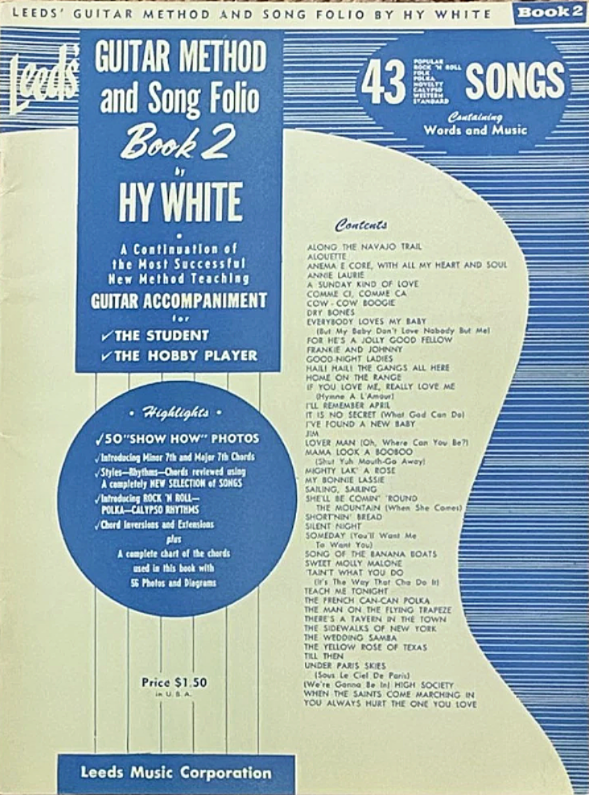 LEEDS' GUITAR METHOD AND SONG FOLIO BY HY WHITE
Book 2
Leeds'
GUITAR METHOD
and Song Folio
Book 2
by
HY WHITE
A Continuation of
the Most Successful
New Method Teaching
GUITAR ACCOMPANIMENT
for
✓THE STUDENT
✓THE HOBBY PLAYER
43
POPULAR
ROCK 'N ROLL
FOLK
POLKA
NOVELTY
CALYPSO
WESTERN
STANDARD
SONGS
Containing
Words and Music
• Highlights •
✓50 "SHOW HOW" PHOTOS
✓Introducing Minor 7th and Major 7th Chords
✓Styles—Rhythms—Chords reviewed using
A completely NEW SELECTION of SONGS
✓Introducing ROCK 'N ROLL—
POLKA—CALYPSO RHYTHMS
✓Chord Inversions and Extensions
plus
A complete chart of the chords
used in this book with
56 Photos and Diagrams
Contents
ALONG THE NAVAJO TRAIL
ALOUETTE
ANEMA E CORE, WITH ALL MY HEART AND SOUL
ANNIE LAURIE
A SUNDAY KIND OF LOVE
COMME CI, COMME CA
COW-COW BOOGIE
DRY BONES
EVERYBODY LOVES MY BABY
(But My Baby Don't Love Nobody But Me)
FOR HE'S A JOLLY GOOD FELLOW
FRANKIE AND JOHNNY
GOOD-NIGHT LADIES
HAIL! HAIL! THE GANGS ALL HERE
HOME ON THE RANGE
IF YOU LOVE ME, REALLY LOVE ME
(Hymne A L'Amour)
I'LL REMEMBER APRIL
IT IS NO SECRET (What God Can Do)
I'VE FOUND A NEW BABY
JIM
LOVER MAN (Oh, Where Can You Be?)
MAMA LOOK A BOOBOO
(Shut Yuh Mouth-Go Away)
MIGHTY LAK' A ROSE
MY BONNIE LASSIE
SAILING, SAILING
SHE'LL BE COMIN' 'ROUND
THE MOUNTAIN (When She Comes)
SHORT'NIN' BREAD
SILENT NIGHT
SOMEDAY (You'll Want Me
To Want You)
SONG OF THE BANANA BOATS
SWEET MOLLY MALONE
'TAIN'T WHAT YOU DO
(It's The Way That Cha Do It)
TEACH ME TONIGHT
THE FRENCH CAN-CAN POLKA
THE MAN ON THE FLYING TRAPEZE
THERE'S A TAVERN IN THE TOWN
THE SIDEWALKS OF NEW YORK
THE WEDDING SAMBA
THE YELLOW ROSE OF TEXAS
TILL THEN
UNDER PARIS SKIES
(Sous Le Ciel De Paris)
(We're Gonna Be In) HIGH SOCIETY
WHEN THE SAINTS COME MARCHING IN
YOU ALWAYS HURT THE ONE YOU LOVE
Price $1.50
in U.S.A.
Leeds Music Corporation